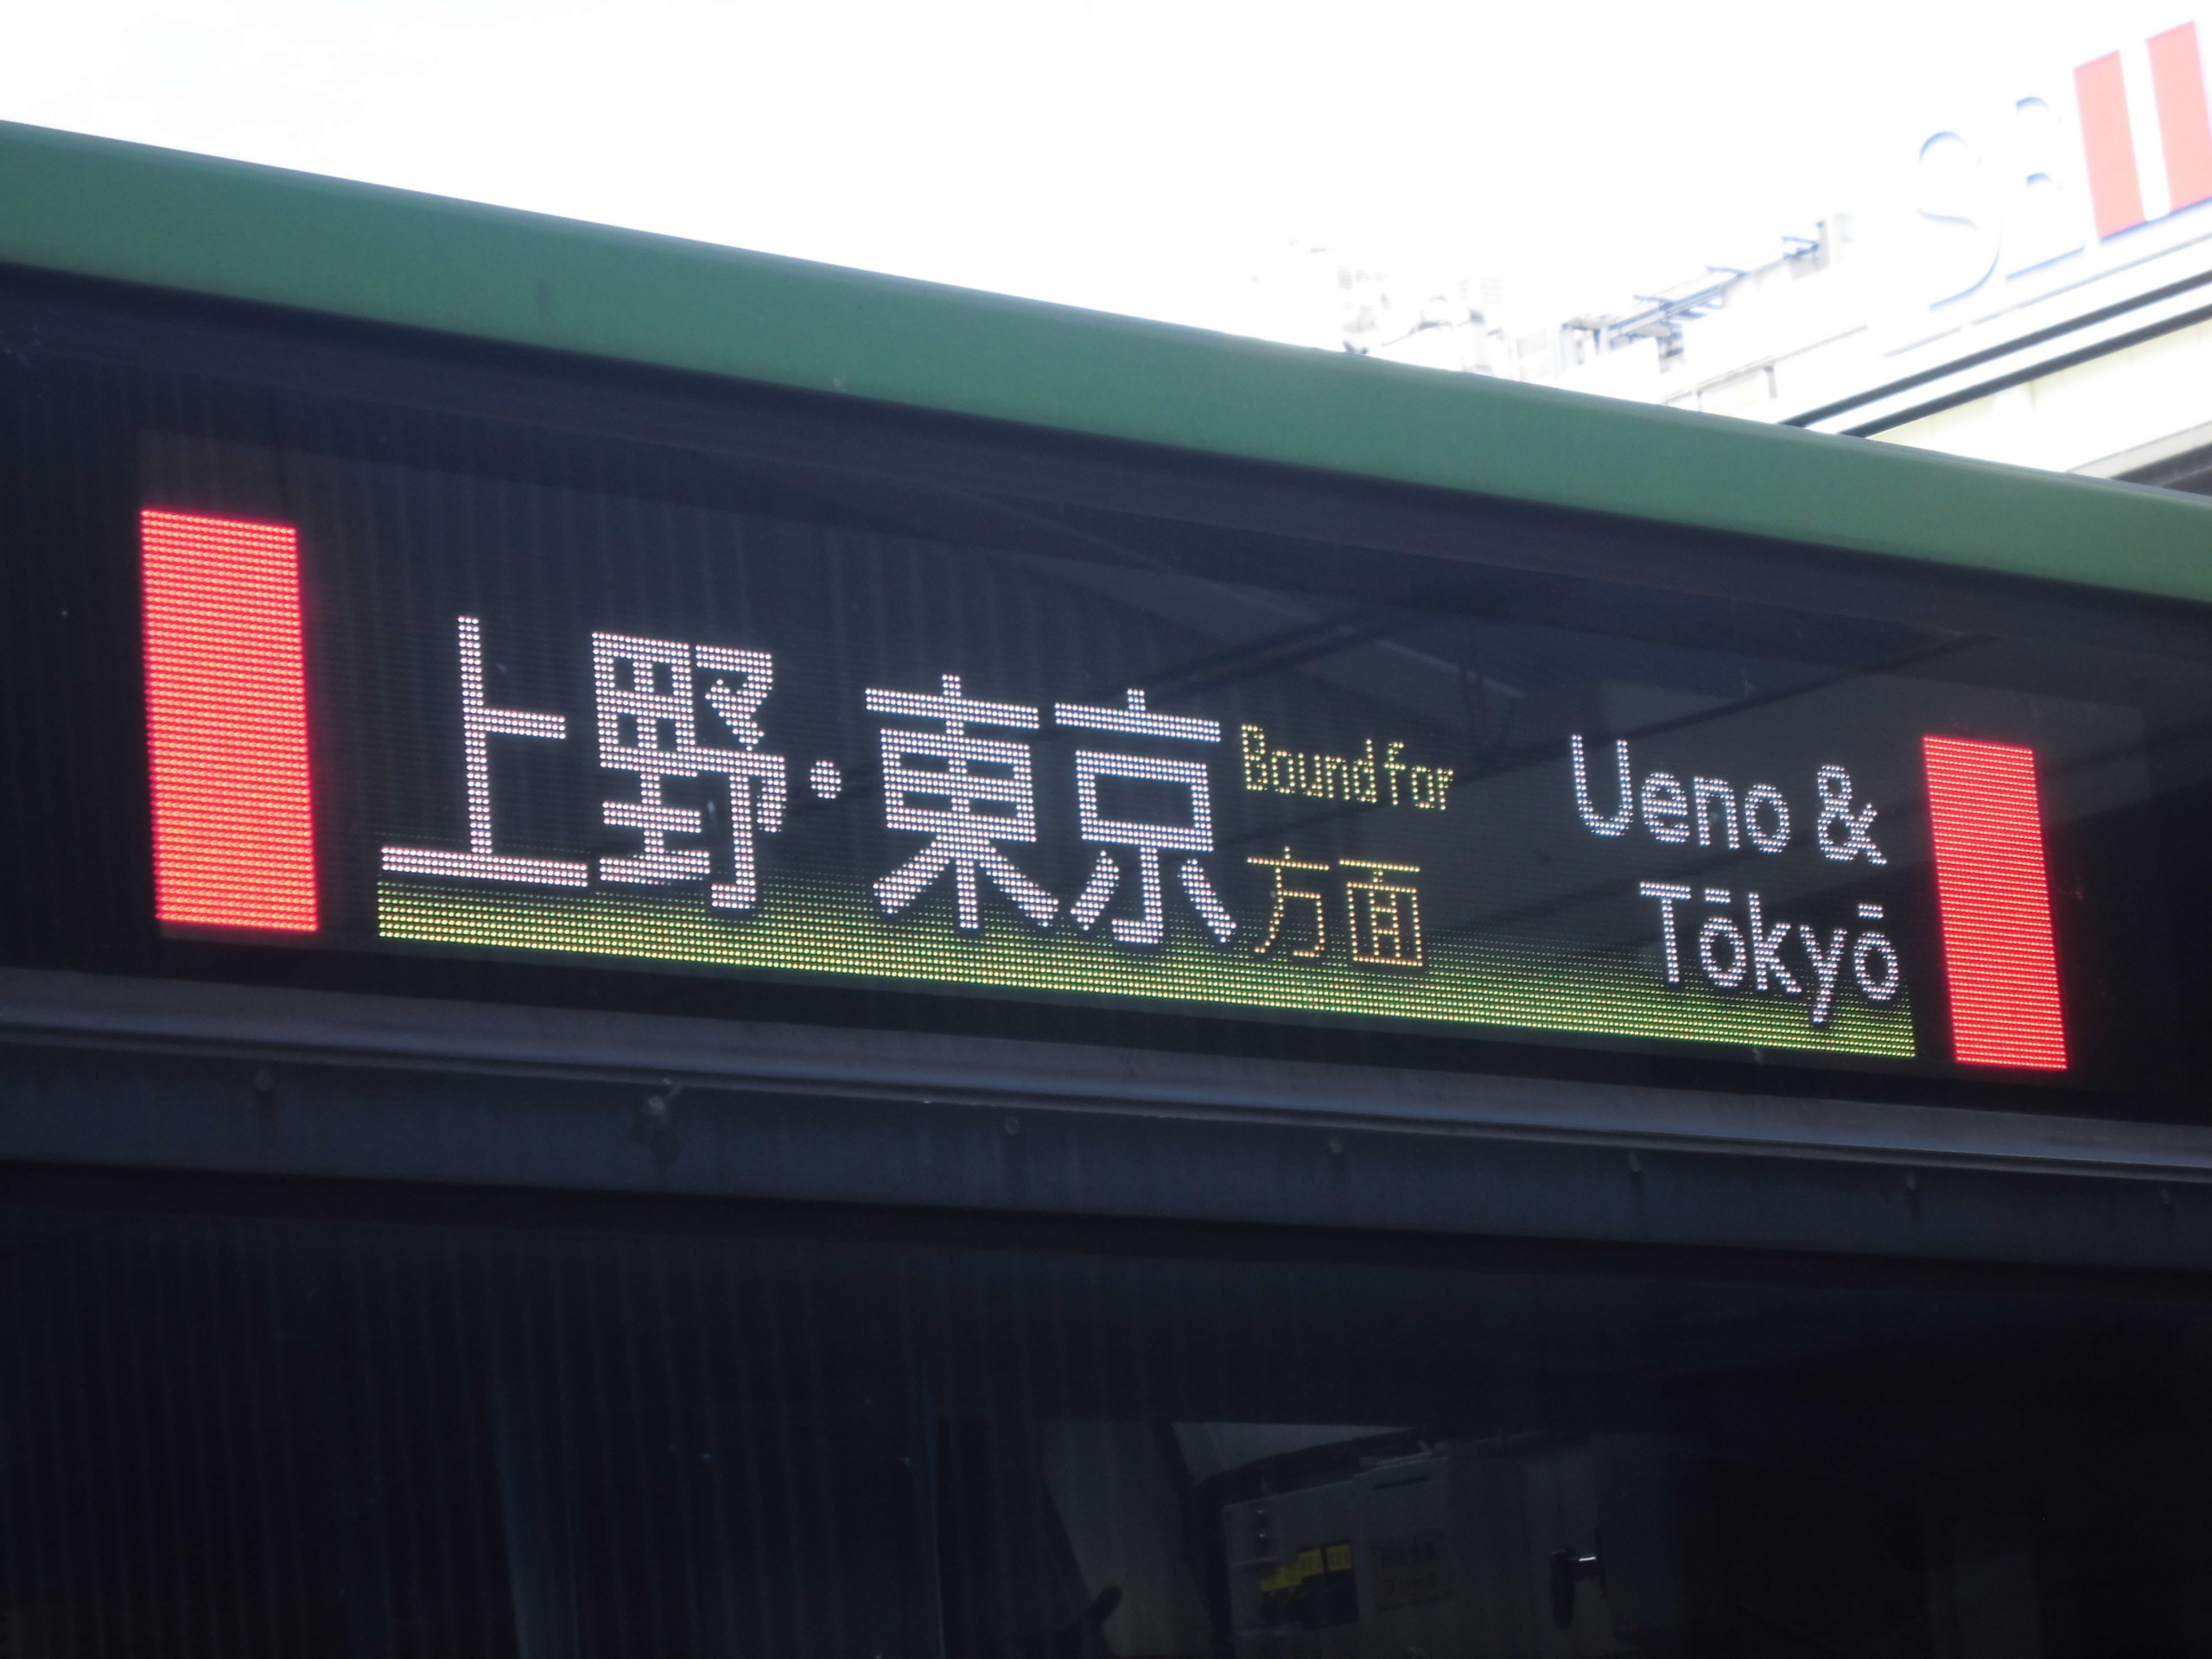 上野・東京
Bound for
方面
Ueno &
Tōkyō